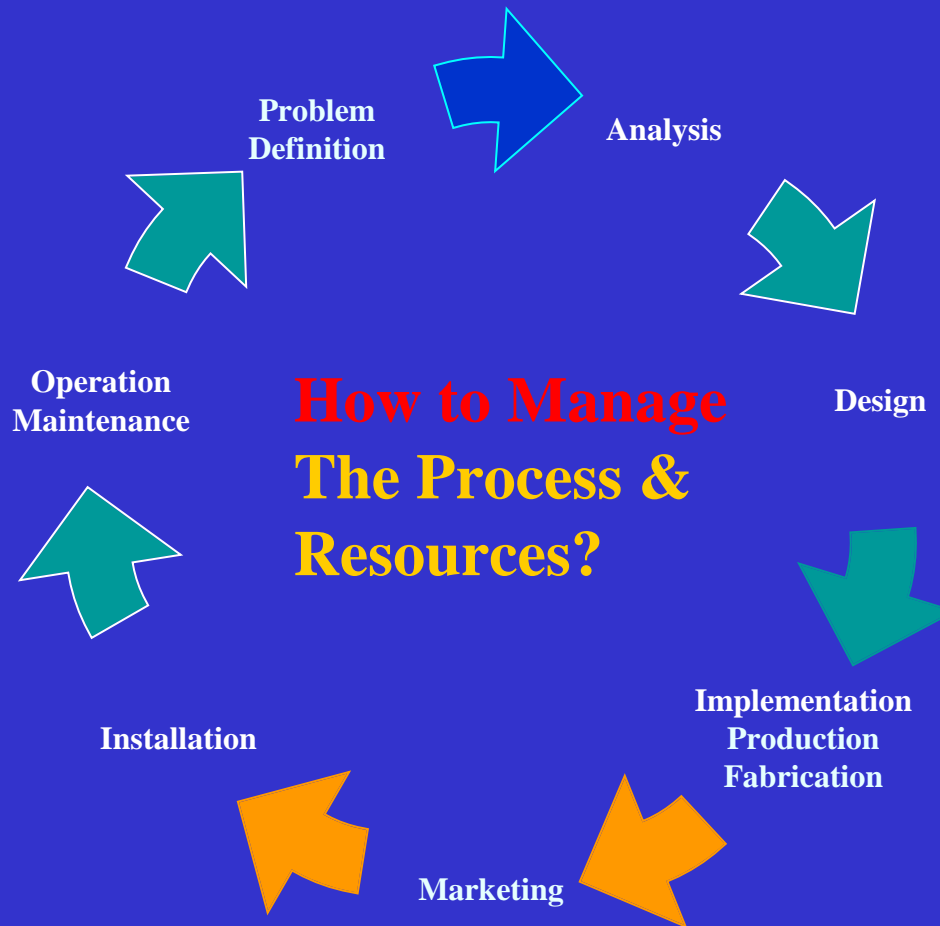 Problem
Definition
Analysis
Operation
Maintenance
How to Manage
The Process &
Resources?
Design
Implementation
Production
Fabrication
Installation
Marketing